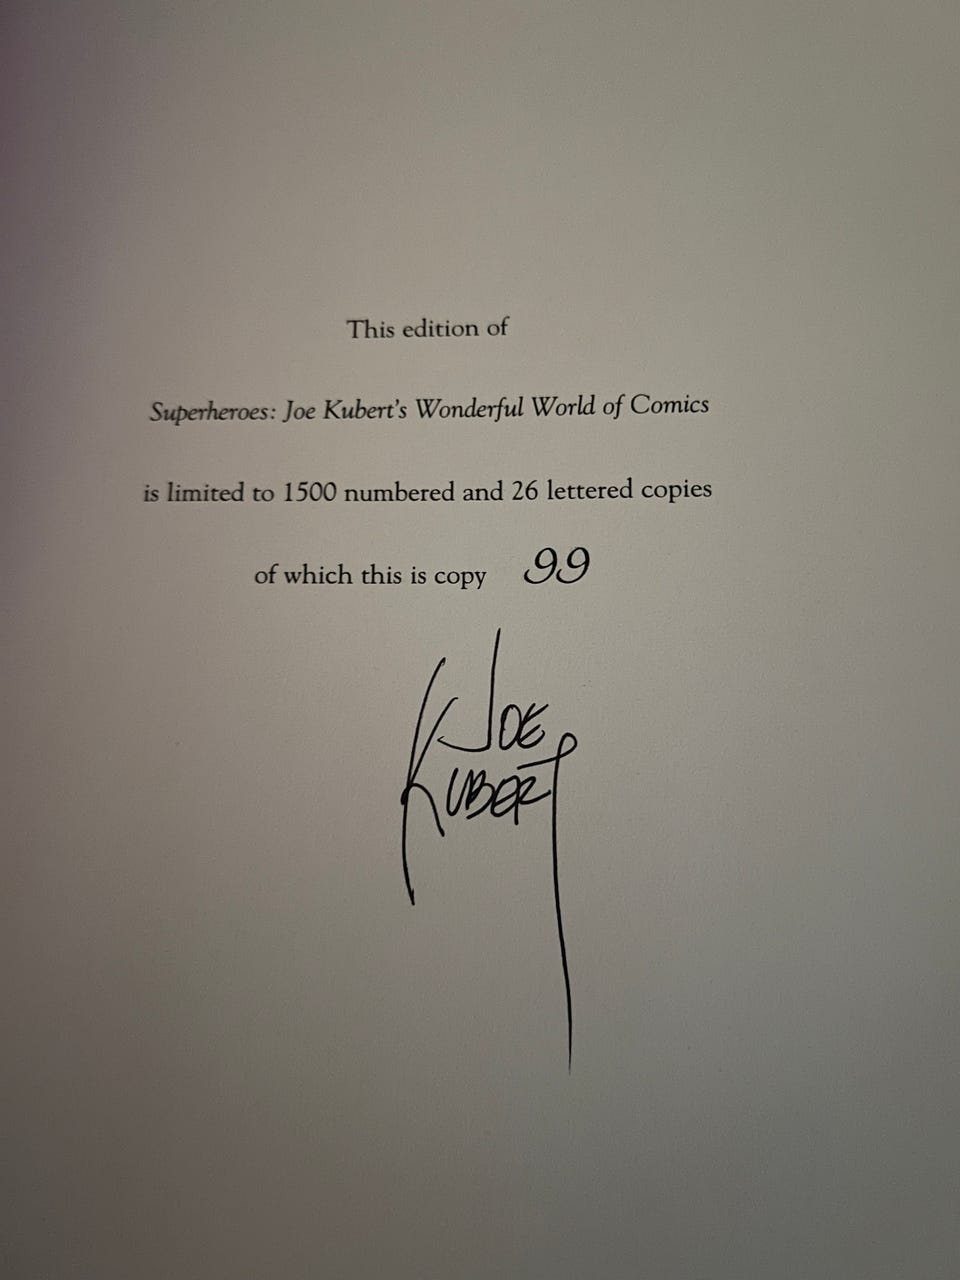 This edition of
Superheroes: Joe Kubert's Wonderful World of Comics
is limited to 1500 numbered and 26 lettered copies
of which this is copy 99
JOE
KUBERT